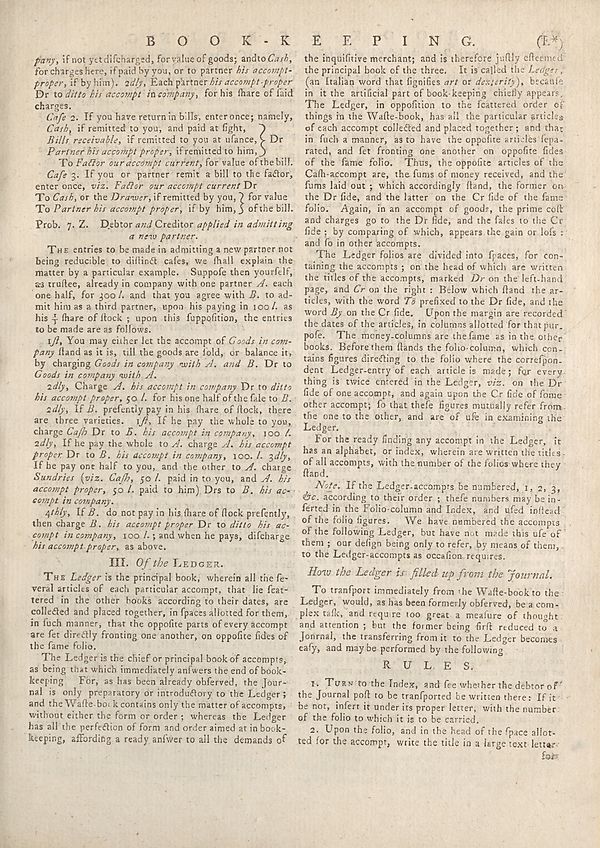 BOOK-KEEPING. (I.*)
pany, if not yet diſcharged, for value of goods; and to Caſh,
for charges here, if paid by you, or to partner his accompt-
proper, if by him). 2dly, Each partner his accompt-proper
Dr to ditto his accompt in company, for his ſhare of ſaid
charges.
Caſe 2. If you have return in bills, enter once; namely,
Caſh, if remitted to you, and paid at ſight,
Bills receivable, if remitted to you at uſance, } Dr
Partner his accompt proper, if remitted to him,
To Factor our accompt current, for value of the bill.
Caſe 3. If you or partner remit a bill to the factor,
enter once, viz. Factor our accompt current Dr
To Caſh, or the Drawer, if remitted by you, } for value
To Partner his accompt proper, if by him, } of the bill.
Prob. 7. Z. Debtor and Creditor applied in admitting
a new partner.
THE entries to be made in admitting a new partner not
being reducible to diſtinct caſes, we ſhall explain the
matter by a particular example. Suppoſe then yourſelf,
as truſtee, already in company with one partner A. each
one half, for 300 l. and that you agree with B. to ad-
mit him as a third partner, upon his paying in 100 l. as
his ⅓ ſhare of ſtock; upon this ſuppoſition, the entries
to be made are as follows.
1ſt, You may either let the accompt of Goods in com-
pany ſtand as it is, till the goods are ſold, or balance it,
by charging Goods in company with A. and B. Dr to
Goods in company with A.
2dly, Charge A. his accompt in company Dr to ditto
his accompt proper, 50 l. for his one half of the ſale to B.
2dly, If B. preſently pay in his ſhare of ſtock, there
are three varieties. 1ſt, If he pay the whole to you,
charge Caſh Dr to B. his accompt in company, 100 l.
2dly, If he pay the whole to A. charge A. his accompt
proper Dr to B. his accompt in company, 100. l. 3dly,
If he pay one half to you, and the other to A. charge
Sundries (viz. Caſh, 50 l. paid in to you, and A. his
accompt proper, 50 l. paid to him) Drs to B. his ac-
compt in company.
4thly, If B. do not pay in his ſhare of ſtock preſently,
then charge B. his accompt proper Dr to ditto his ac-
compt in company, 100 l.; and when he pays, diſcharge
his accompt proper, as above.
III. Of the LEDGER.
THE Ledger is the principal book, wherein all the ſe-
veral articles of each particular accompt, that lie ſcat-
tered in the other books according to their dates, are
collected and placed together, in ſpaces allotted for them,
in ſuch manner, that the oppoſite parts of every accompt
are ſet directly fronting one another, on oppoſite ſides of
the ſame folio.
The Ledger is the chief or principal book of accompts,
as being that which immediately anſwers the end of book-
keeping For, as has been already obſerved, the Jour-
nal is only preparatory or introductory to the Ledger;
and the Waſte-book contains only the matter of accompts,
without either the form or order; whereas the Ledger
has all the perfection of form and order aimed at in book-
keeping, affording a ready anſwer to all the demands of
the inquiſitive merchant; and is therefore juſtly eſteemed
the principal book of the three. It is called the Ledger,
(an Italian word that ſignifies art or dexterity), becauſe
in it the artificial part of book-keeping chiefly appears.
The Ledger, in oppoſition to the ſcattered order of
things in the Waſte-book, has all the particular articles
of each accompt collected and placed together; and that
in ſuch a manner, as to have the oppoſite articles ſepa-
rated, and ſet fronting one another on oppoſite ſides
of the ſame folio. Thus, the oppoſite articles of the
Caſh-accompt are, the ſums of money received, and the
ſums laid out; which accordingly ſtand, the former on
the Dr ſide, and the latter on the Cr ſide of the ſame
folio. Again, in an accompt of goods, the prime coſt
and charges go to the Dr ſide, and the ſales to the Cr
ſide; by comparing of which, appears the gain or loſs:
and ſo in other accompts.
The Ledger folios are divided into ſpaces, for con-
taining the accompts; on the head of which are written
the titles of the accompts, marked Dr on the left-hand
page, and Cr on the right: Below which ſtand the ar-
ticles, with the word To prefixed to the Dr ſide, and the
word By on the Cr ſide. Upon the margin are recorded
the dates of the articles, in columns allotted for that pur-
poſe. The money-columns are the ſame as in the other
books. Before them ſtands the folio-column, which con-
tains figures directing to the folio where the correſpon-
dent Ledger-entry of each article is made; for every
thing is twice entered in the Ledger, viz. on the Dr
ſide of one accompt, and again upon the Cr ſide of ſome
other accompt; ſo that theſe figures mutually refer from
the one to the other, and are of uſe in examining the
Ledger.
For the ready finding any accompt in the Ledger, it
has an alphabet, or index, wherein are written the titles
of all accompts, with the number of the folios where they
ſtand.
Note. If the Ledger-accompts be numbered, 1, 2, 3,
&c. according to their order; theſe numbers may be in-
ſerted in the Folio-column and Index, and uſed inſtead
of the folio figures. We have numbered the accompts
of the following Ledger, but have not made this uſe of
them; our deſign being only to refer, by means of them,
to the Ledger-accompts as occaſion requires.
How the Ledger is filled up from the Journal.
To tranſport immediately from the Waſte-book to the
Ledger, would, as has been formerly obſerved, be a com-
plex taſk, and require too great a meaſure of thought
and attention; but the former being firſt reduced to a
Journal, the transferring from it to the Ledger becomes
eaſy, and may be performed by the following
RULES.
1. TURN to the Index, and ſee whether the debtor of
the Journal poſt to be tranſported be written there: If it
be not, inſert it under its proper letter, with the number
of the folio to which it is to be carried.
2. Upon the folio, and in the head of the ſpace allot-
ted for the accompt, write the title in a large text letter